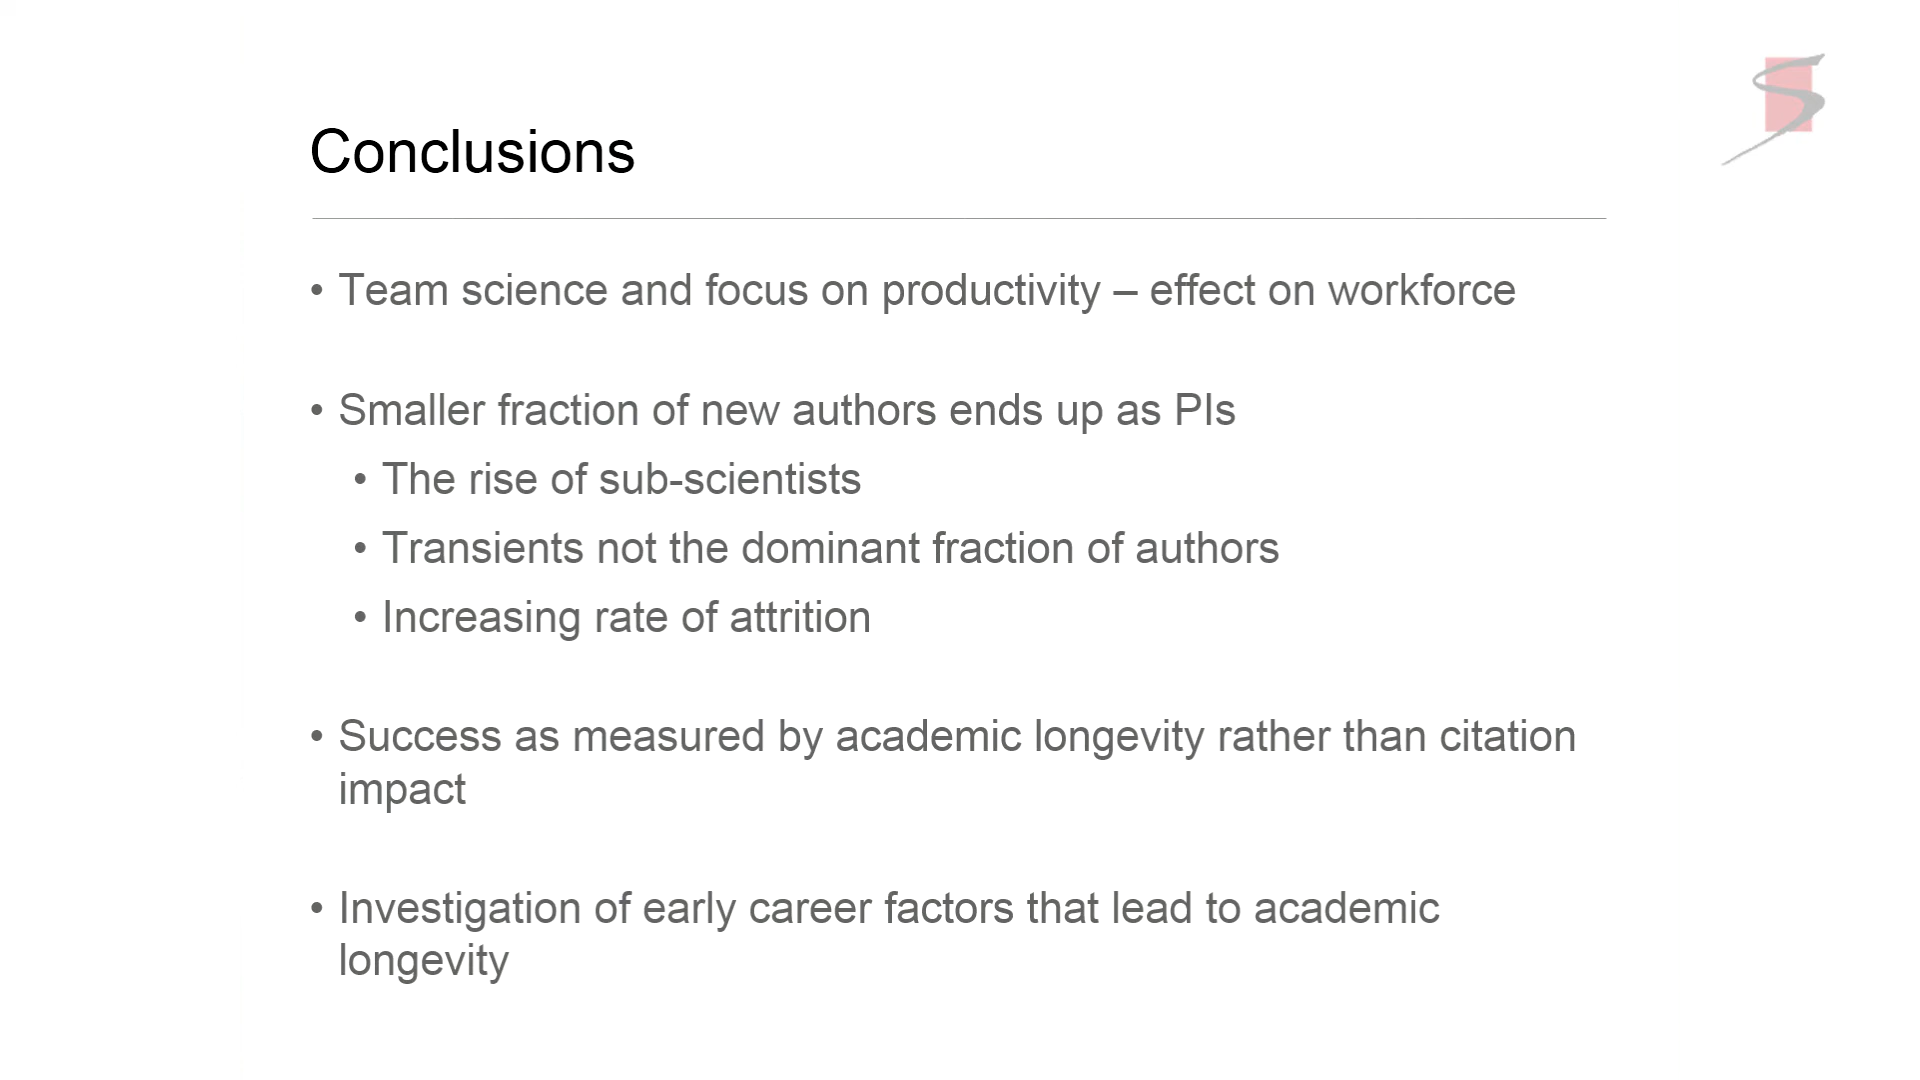 Conclusions
• Team science and focus on productivity – effect on workforce
• Smaller fraction of new authors ends up as PIs
• The rise of sub-scientists
• Transients not the dominant fraction of authors
• Increasing rate of attrition
• Success as measured by academic longevity rather than citation
impact
• Investigation of early career factors that lead to academic
longevity